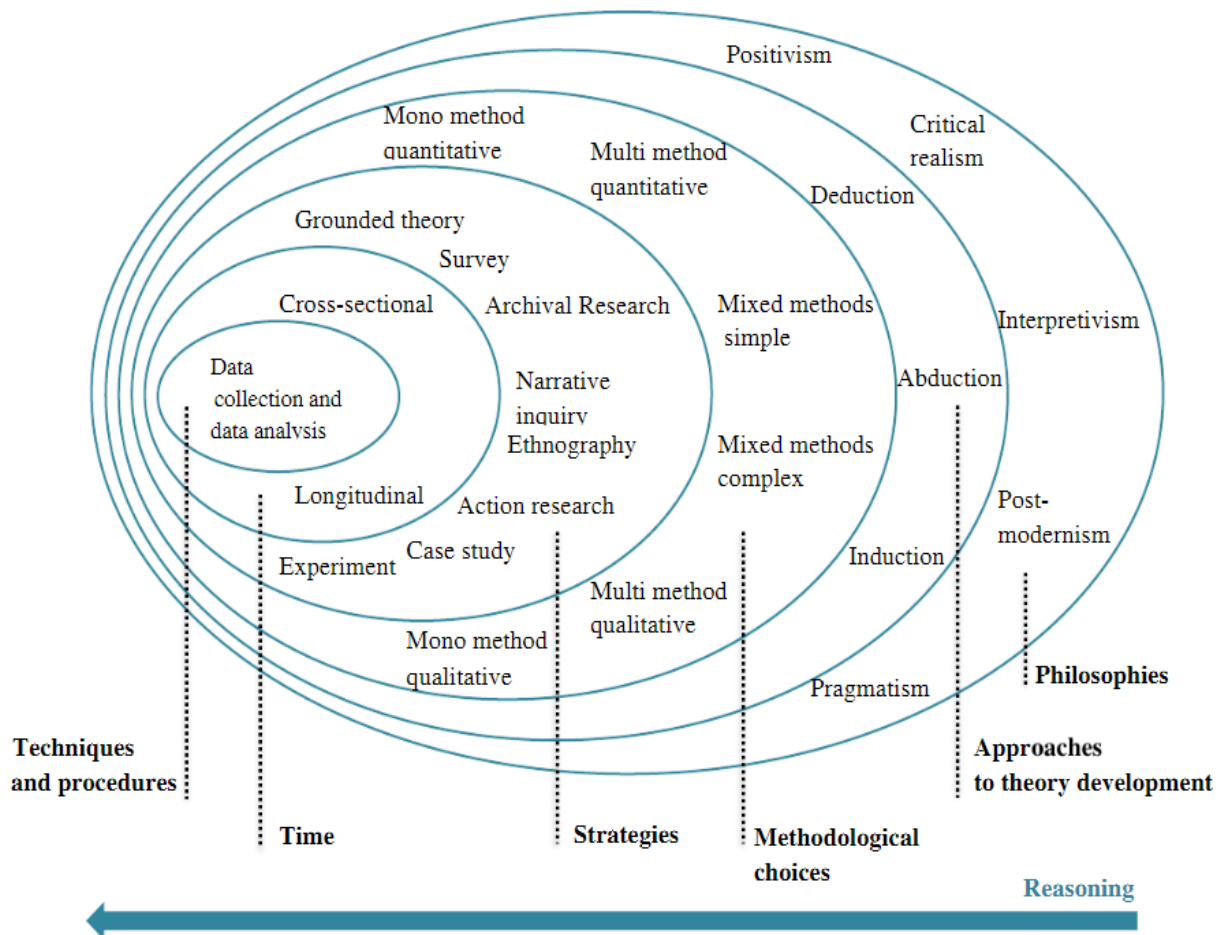 Positivism
Critical
realism
Mono method
quantitative
Multi method
quantitative
Deduction
Grounded theory
Survey
Cross-sectional
Archival Research
Mixed methods
simple
Interpretivism
Data
collection and
data analysis
Narrative
inquiry
Abduction
Ethnography
Mixed methods
complex
Longitudinal
Action research
Post-
modernism
Experiment
Case study
Induction
Multi method
qualitative
Mono method
qualitative
Pragmatism
Philosophies
Techniques
and procedures
Approaches
to theory development
Time
Strategies
Methodological
choices
Reasoning